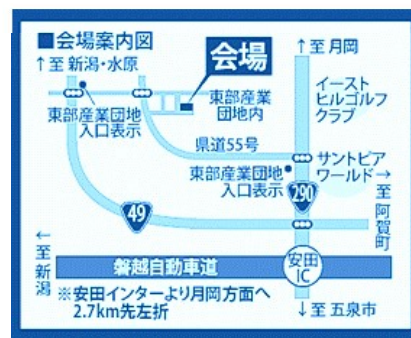 ■会場案内図
↑至 新潟・水原
会場
↑至 月岡
東部産業団地
入口表示
東部産業
団地内
イースト
ヒルゴルフ
クラブ
県道55号
東部産業団地
入口表示
サントピア
ワールド
290
49
→至阿賀町
←至新潟
磐越自動車道
安田
IC
※安田インターより月岡方面へ
2.7km先左折
↓至 五泉市